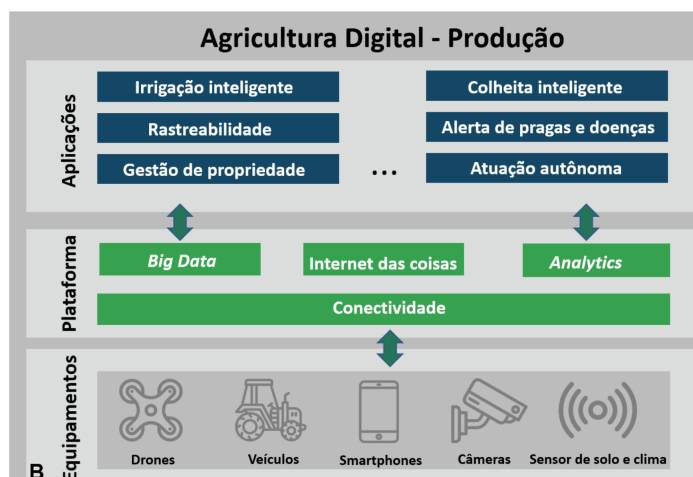 Agricultura Digital - Produção
Aplicações
Irrigação inteligente
Colheita inteligente
Rastreabilidade
Alerta de pragas e doenças
Gestão de propriedade
...
Atuação autônoma
Plataforma
Big Data
Internet das coisas
Analytics
Conectividade
Equipamentos
Drones
Veículos
Smartphones
Câmeras
Sensor de solo e clima
B